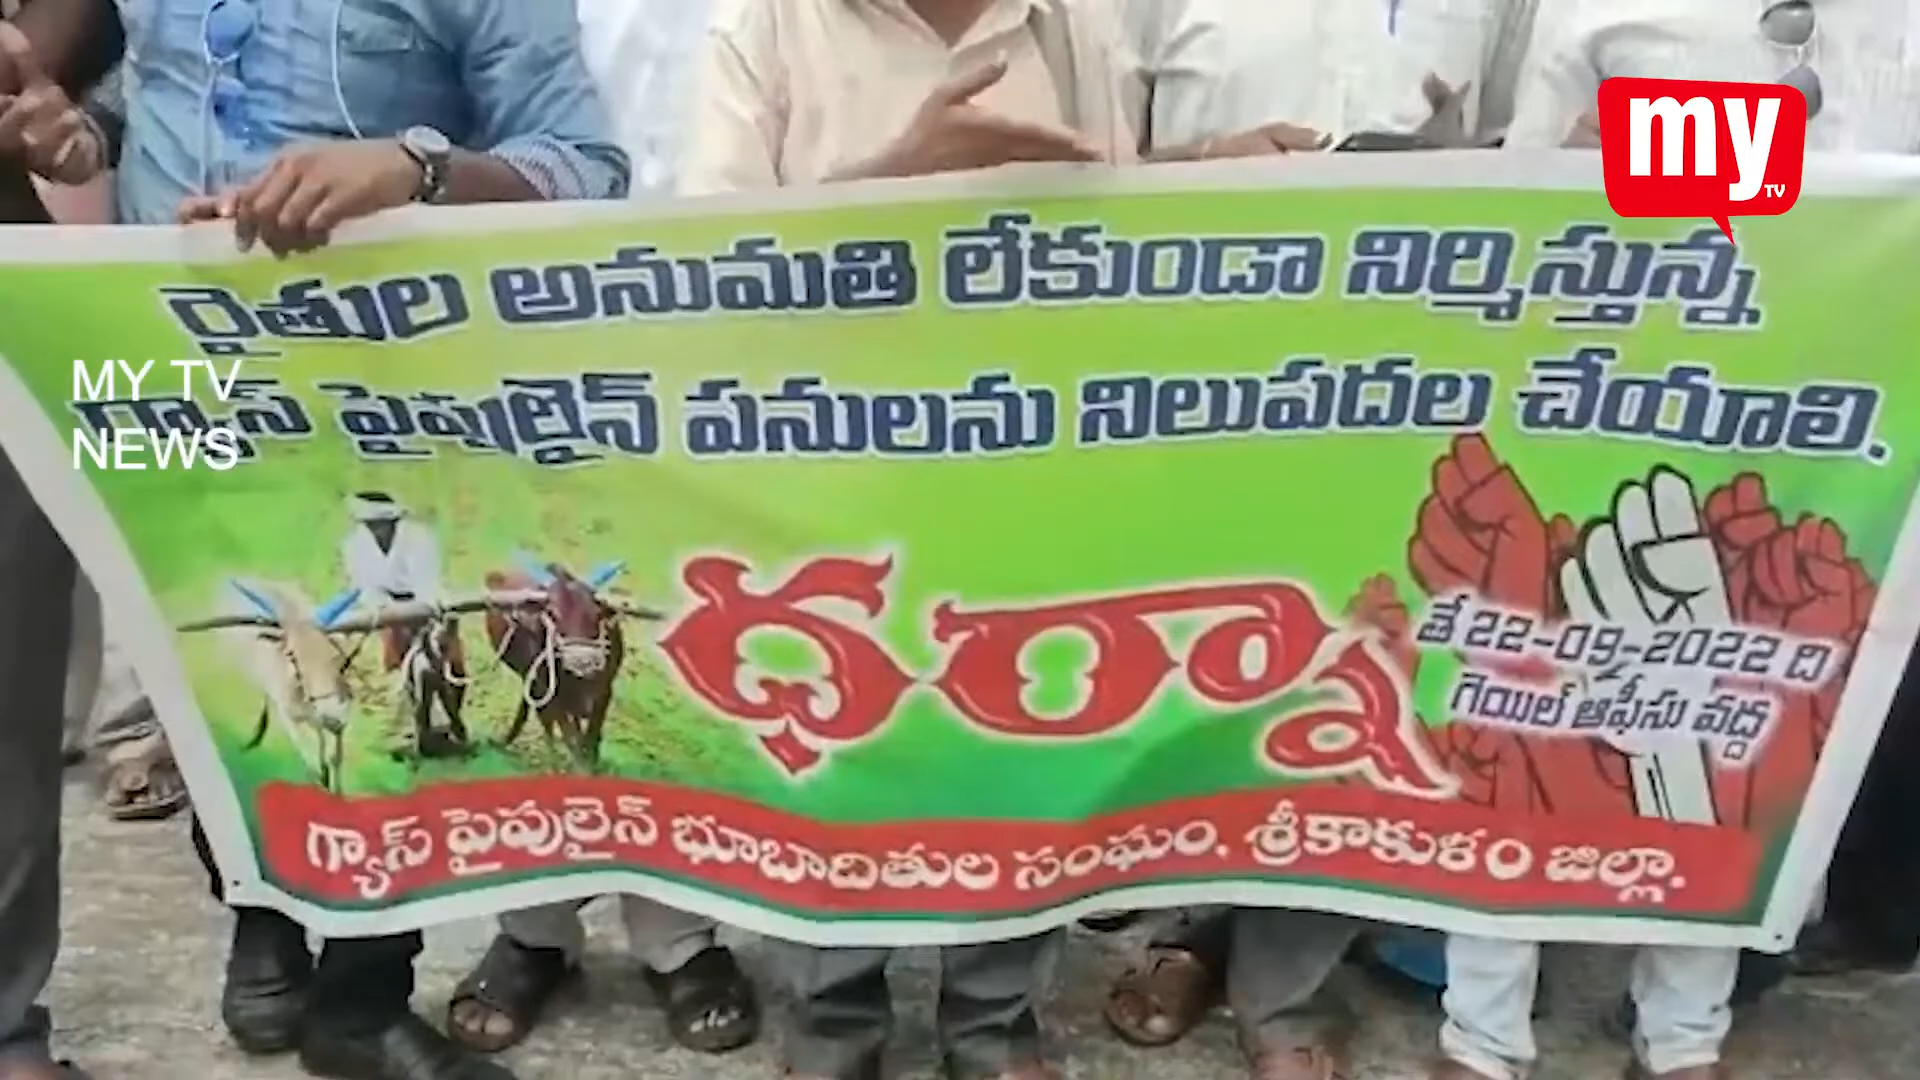 my TV
రైతుల అనుమతి లేకుండా నిర్మిస్తున్న
గ్యాస్ పైపులైన్ పనులను నిలుపుదల చేయాలి.
MY TV
NEWS
ధర్నా
తే 22-09-2022 ది
గెయిల్ ఆఫీసు వద్ద
గ్యాస్ పైపులైన్ భూబాదితుల సంఘం, శ్రీకాకుళం జిల్లా.